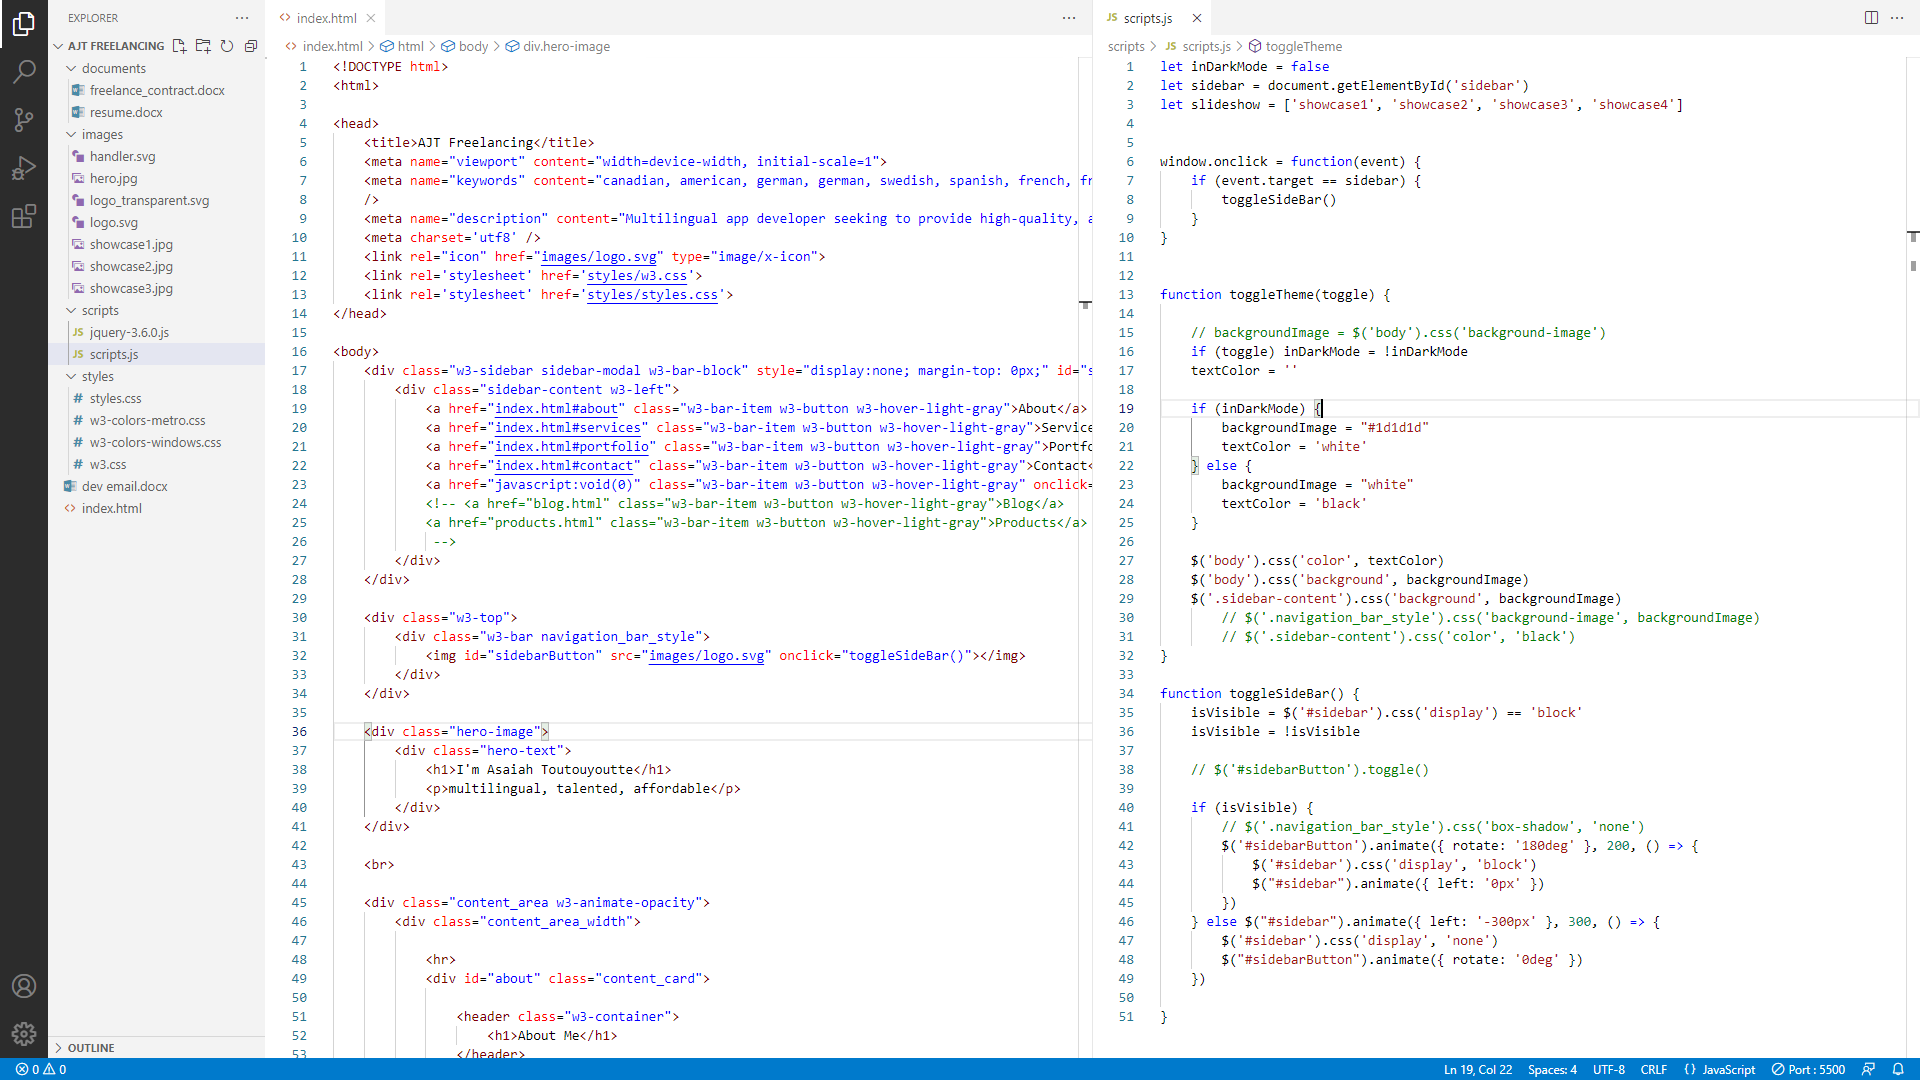 EXPLORER
AJT FREELANCING
documents
freelance_contract.docx
resume.docx
images
handler.svg
hero.jpg
logo_transparent.svg
logo.svg
showcase1.jpg
showcase2.jpg
showcase3.jpg
scripts
JS jquery-3.6.0.js
JS scripts.js
styles
# styles.css
# w3-colors-metro.css
# w3-colors-windows.css
# w3.css
dev email.docx
<> index.html
OUTLINE
<> index.html
<> index.html > html > body > div.hero-image
1 <!DOCTYPE html>
2 <html>
3
4 <head>
5 <title>AJT Freelancing</title>
6 <meta name="viewport" content="width=device-width, initial-scale=1">
7 <meta name="keywords" content="canadian, american, german, german, swedish, spanish, french, fr
8 />
9 <meta name="description" content="Multilingual app developer seeking to provide high-quality, a
10 <meta charset='utf8' />
11 <link rel="icon" href="images/logo.svg" type="image/x-icon">
12 <link rel='stylesheet' href='styles/w3.css'>
13 <link rel='stylesheet' href='styles/styles.css'>
14 </head>
15
16 <body>
17 <div class="w3-sidebar sidebar-modal w3-bar-block" style="display:none; margin-top: 0px;" id="s
18 <div class="sidebar-content w3-left">
19 <a href="index.html#about" class="w3-bar-item w3-button w3-hover-light-gray">About</a>
20 <a href="index.html#services" class="w3-bar-item w3-button w3-hover-light-gray">Service
21 <a href="index.html#portfolio" class="w3-bar-item w3-button w3-hover-light-gray">Portfo
22 <a href="index.html#contact" class="w3-bar-item w3-button w3-hover-light-gray">Contact<
23 <a href="javascript:void(0)" class="w3-bar-item w3-button w3-hover-light-gray" onclick=
24 <!-- <a href="blog.html" class="w3-bar-item w3-button w3-hover-light-gray">Blog</a>
25 <a href="products.html" class="w3-bar-item w3-button w3-hover-light-gray">Products</a>
26 -->
27 </div>
28 </div>
29
30 <div class="w3-top">
31 <div class="w3-bar navigation_bar_style">
32 <img id="sidebarButton" src="images/logo.svg" onclick="toggleSideBar()"></img>
33 </div>
34 </div>
35
36 <div class="hero-image">
37 <div class="hero-text">
38 <h1>I'm Asaiah Toutouyoutte</h1>
39 <p>multilingual, talented, affordable</p>
40 </div>
41 </div>
42
43 <br>
44
45 <div class="content_area w3-animate-opacity">
46 <div class="content_area_width">
47
48 <hr>
49 <div id="about" class="content_card">
50
51 <header class="w3-container">
52 <h1>About Me</h1>
53 </header>
JS scripts.js
scripts > JS scripts.js > toggleTheme
1 let inDarkMode = false
2 let sidebar = document.getElementById('sidebar')
3 let slideshow = ['showcase1', 'showcase2', 'showcase3', 'showcase4']
4
5
6 window.onclick = function(event) {
7 if (event.target == sidebar) {
8 toggleSideBar()
9 }
10 }
11
12
13 function toggleTheme(toggle) {
14
15 // backgroundImage = $('body').css('background-image')
16 if (toggle) inDarkMode = !inDarkMode
17 textColor = ''
18
19 if (inDarkMode) {
20 backgroundImage = "#1d1d1d"
21 textColor = 'white'
22 } else {
23 backgroundImage = "white"
24 textColor = 'black'
25 }
26
27 $('body').css('color', textColor)
28 $('body').css('background', backgroundImage)
29 $('.sidebar-content').css('background', backgroundImage)
30 // $('.navigation_bar_style').css('background-image', backgroundImage)
31 // $('.sidebar-content').css('color', 'black')
32 }
33
34 function toggleSideBar() {
35 isVisible = $('#sidebar').css('display') == 'block'
36 isVisible = !isVisible
37
38 // $('#sidebarButton').toggle()
39
40 if (isVisible) {
41 // $('.navigation_bar_style').css('box-shadow', 'none')
42 $('#sidebarButton').animate({ rotate: '180deg' }, 200, () => {
43 $('#sidebar').css('display', 'block')
44 $("#sidebar").animate({ left: '0px' })
45 })
46 } else $("#sidebar").animate({ left: '-300px' }, 300, () => {
47 $('#sidebar').css('display', 'none')
48 $("#sidebarButton").animate({ rotate: '0deg' })
49 })
50
51 }
0 0
Ln 19, Col 22 Spaces: 4 UTF-8 CRLF {} JavaScript Port : 5500